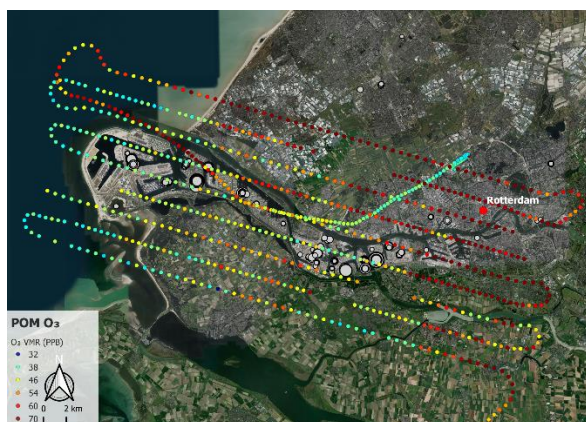 Rotterdam
POM O₃
O₃ VMR (PPB)
32
38
46
54
60
70
N
0 2 km